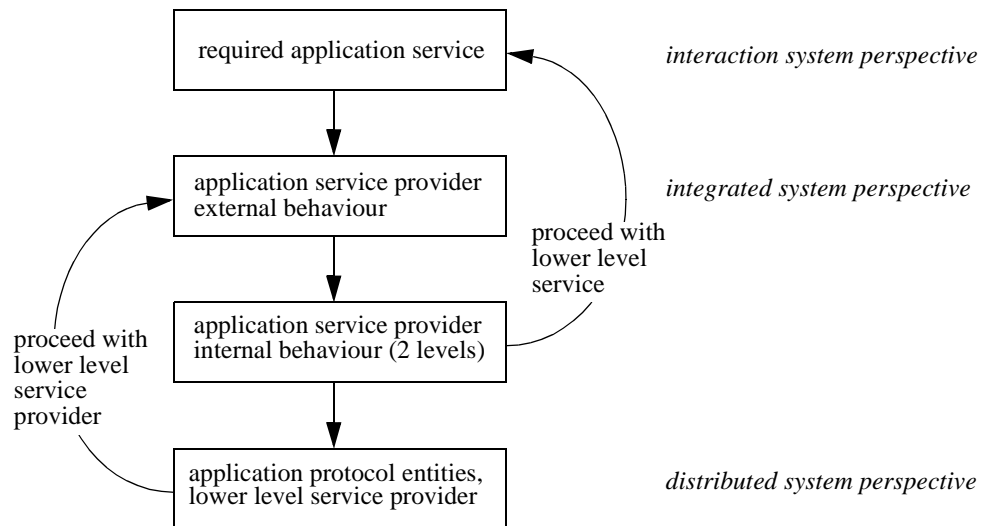 required application service
interaction system perspective
application service provider
external behaviour
integrated system perspective
proceed with
lower level
service
application service provider
internal behaviour (2 levels)
proceed with
lower level
service
provider
application protocol entities,
lower level service provider
distributed system perspective